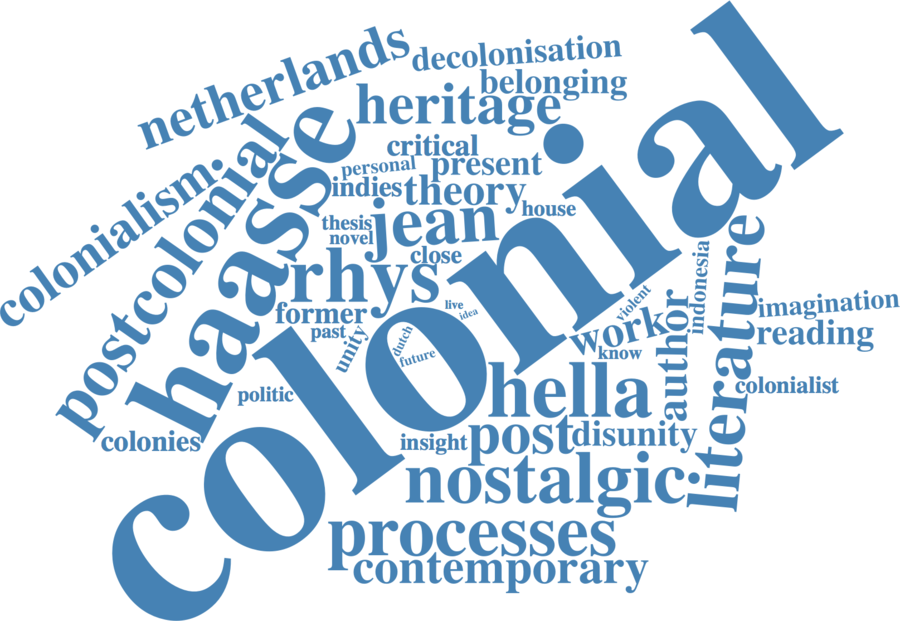 netherlands
decolonisation
belonging
heritage
colonial
critical
personal
present
indies
theory
house
thesis
novel
jean
close
colonialism
postcolonial
haasse
rhys
former
past
live
idea
unity
dutch
future
violent
work
know
author
indonesia
literature
imagination
reading
colonialist
politic
hella
colonies
insight
post
disunity
nostalgic
processes
contemporary